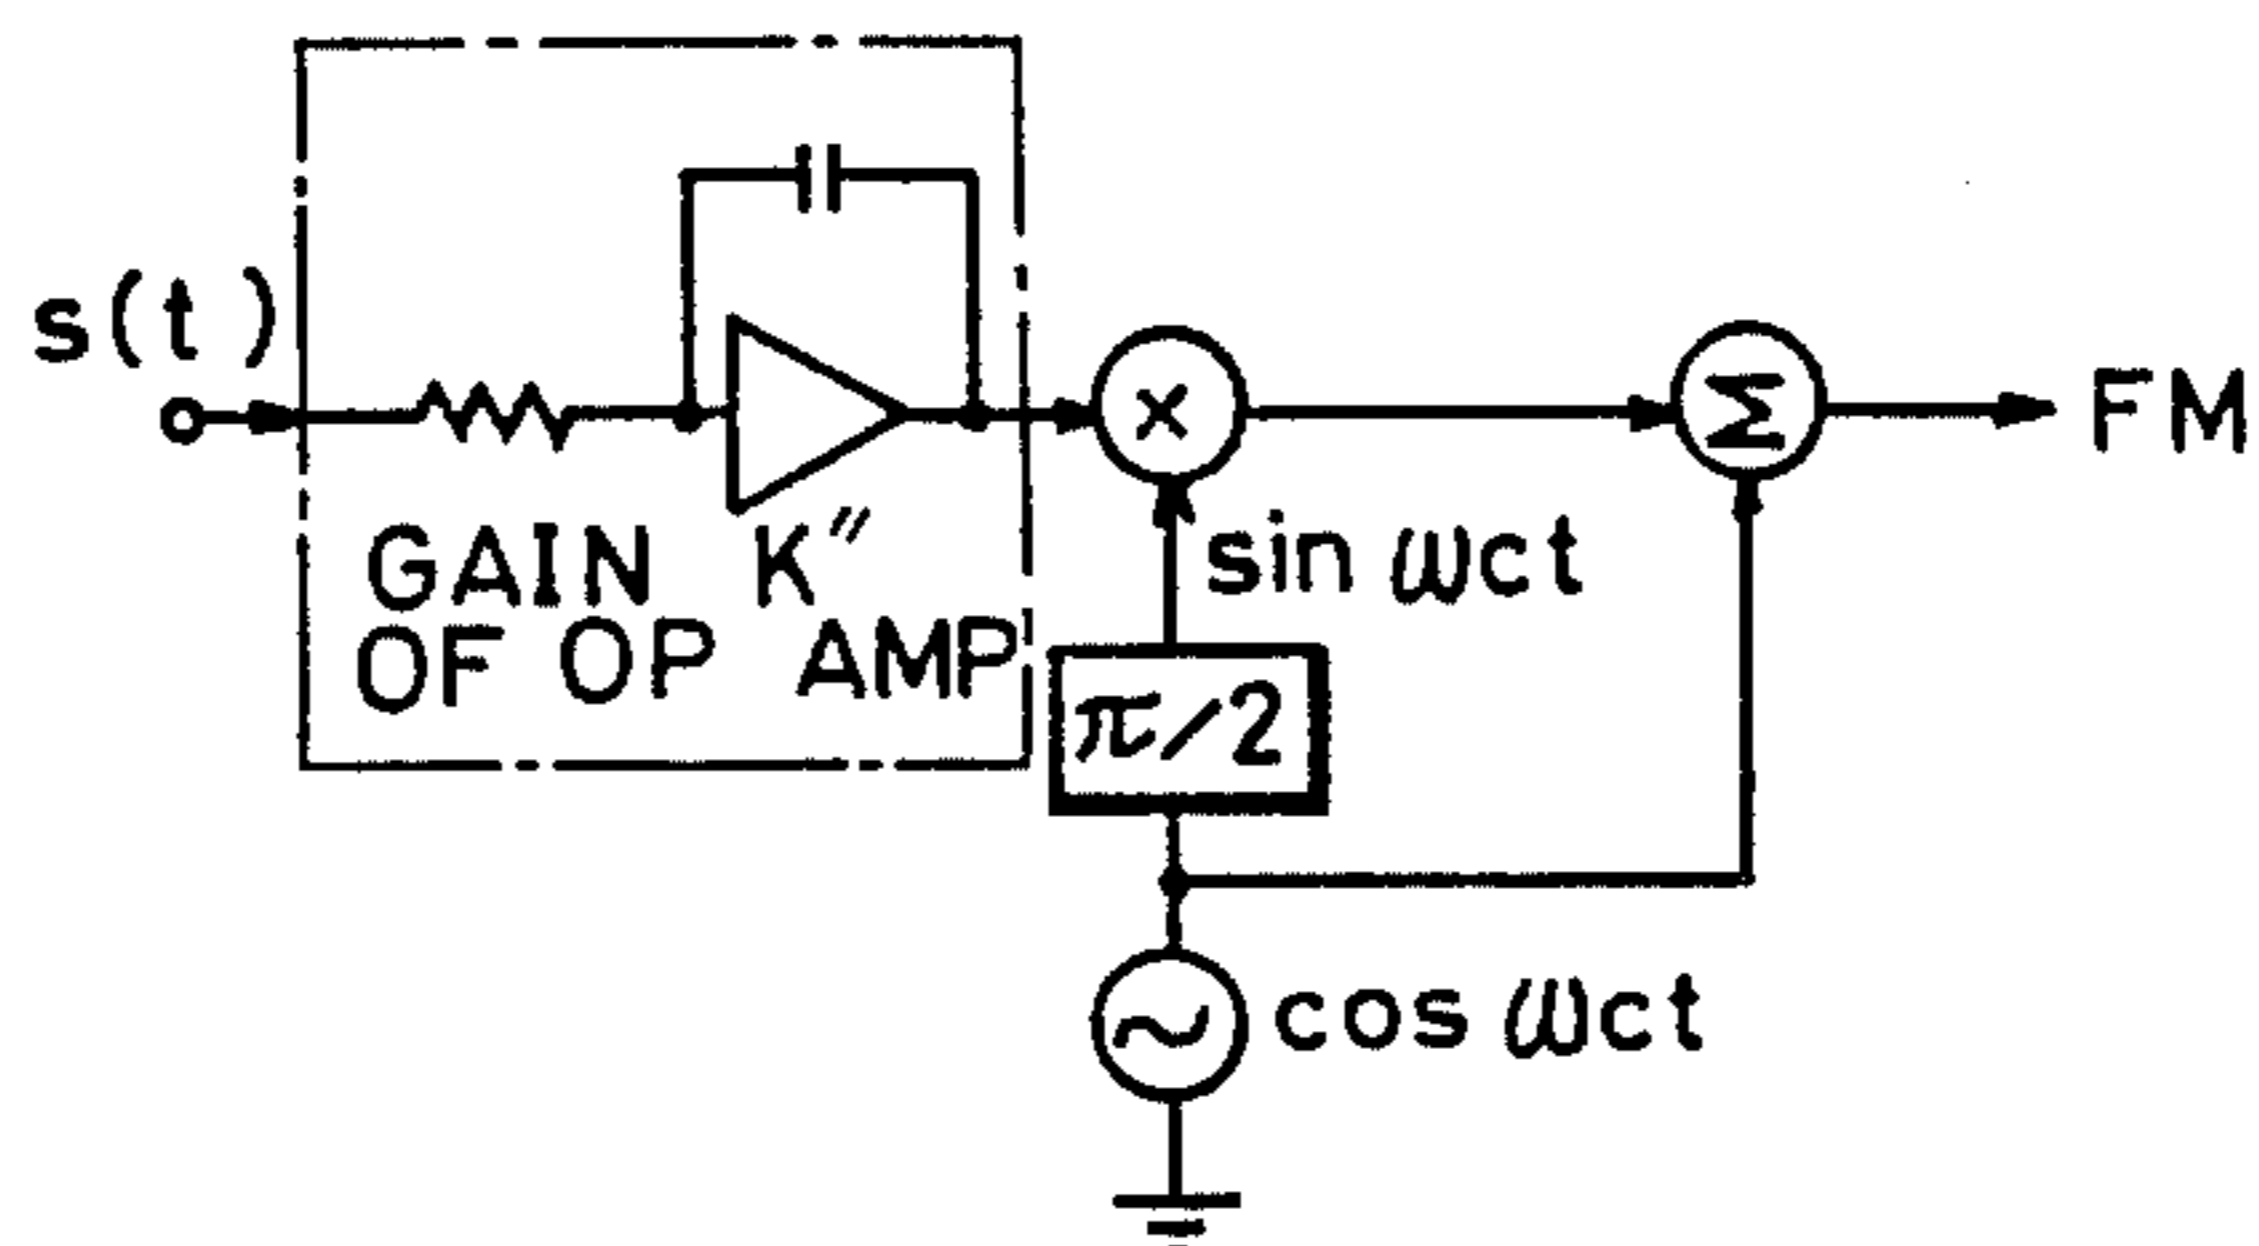 s(t)
GAIN K″
OF OP AMP
×
Σ
FM
sin ωct
π/2
cos ωct